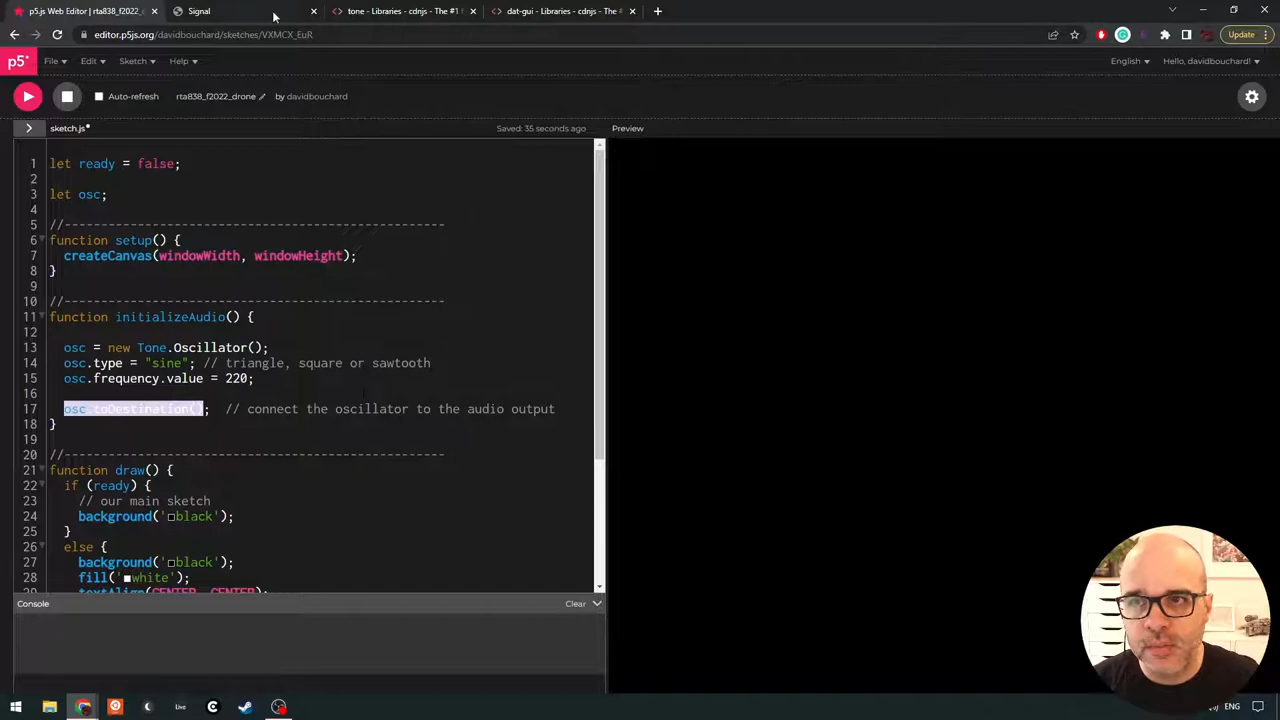 p5.js Web Editor | rta838_f2022_
Signal
tone - Libraries - cdnjs - The #1 f
dat-gui - Libraries - cdnjs - The #
editor.p5js.org/davidbouchard/sketches/VXMCX_EuR
Update
p5* File Edit Sketch Help English Hello, davidbouchard!
Auto-refresh rta838_f2022_drone by davidbouchard
sketch.js Saved: 35 seconds ago Preview
1 let ready = false;
2
3 let osc;
4
5 //-----------------------------------------------------
6 function setup() {
7 createCanvas(windowWidth, windowHeight);
8 }
9
10 //-----------------------------------------------------
11 function initializeAudio() {
12
13 osc = new Tone.Oscillator();
14 osc.type = "sine"; // triangle, square or sawtooth
15 osc.frequency.value = 220;
16
17 osc.toDestination(); // connect the oscillator to the audio output
18 }
19
20 //-----------------------------------------------------
21 function draw() {
22 if (ready) {
23 // our main sketch
24 background('black');
25 }
26 else {
27 background('black');
28 fill('white');
29 textAlign(CENTER, CENTER);
Console Clear
Live ENG